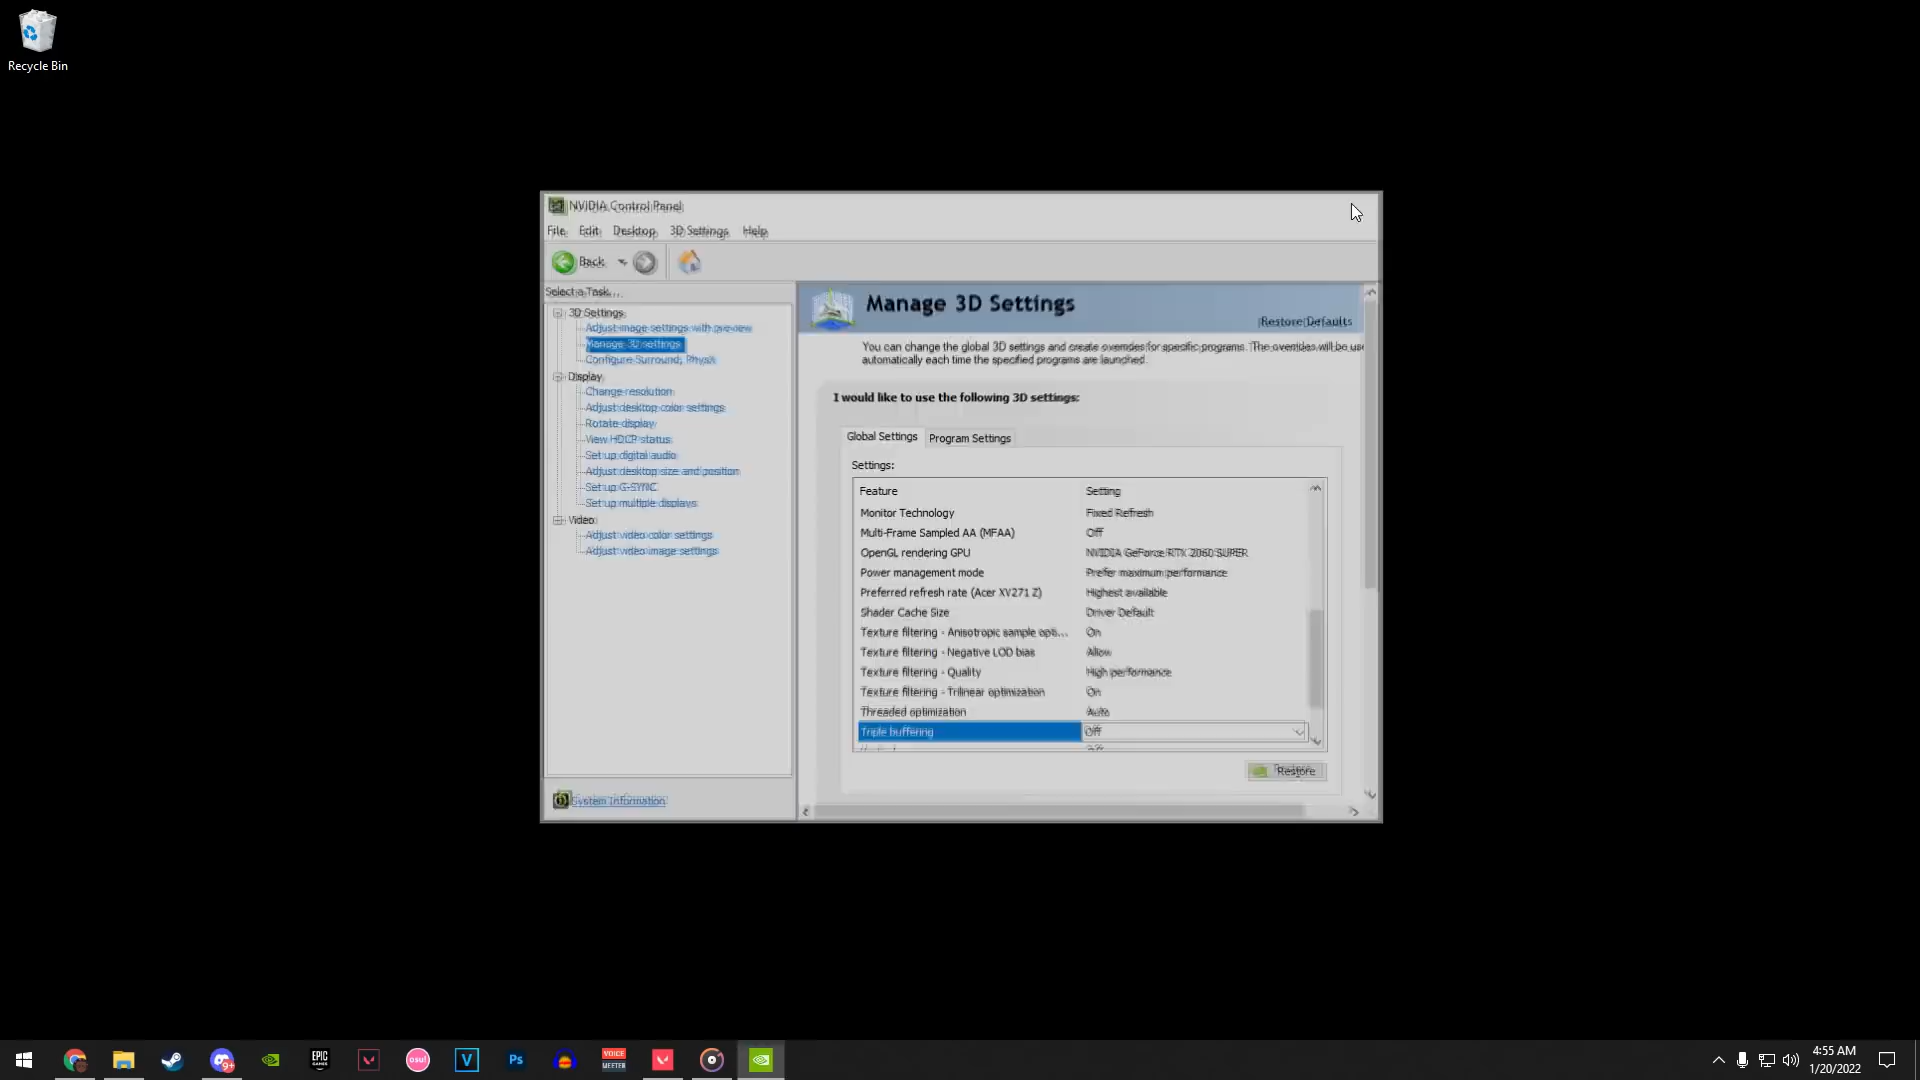 Recycle Bin
NVIDIA Control Panel
File Edit Desktop 3D Settings Help
Back
Select a Task...
3D Settings
Adjust image settings with preview
Manage 3D settings
Configure Surround, PhysX
Display
Change resolution
Adjust desktop color settings
Rotate display
View HDCP status
Set up digital audio
Adjust desktop size and position
Set up G-SYNC
Set up multiple displays
Video
Adjust video color settings
Adjust video image settings
System Information
Manage 3D Settings
Restore Defaults
You can change the global 3D settings and create overrides for specific programs. The overrides will be use
automatically each time the specified programs are launched.
I would like to use the following 3D settings:
Global Settings Program Settings
Settings:
Feature Setting
Monitor Technology Fixed Refresh
Multi-Frame Sampled AA (MFAA) Off
OpenGL rendering GPU NVIDIA GeForce RTX 2060 SUPER
Power management mode Prefer maximum performance
Preferred refresh rate (Acer XV271 Z) Highest available
Shader Cache Size Driver Default
Texture filtering - Anisotropic sample opti... On
Texture filtering - Negative LOD bias Allow
Texture filtering - Quality High performance
Texture filtering - Trilinear optimization On
Threaded optimization Auto
Triple buffering Off
Restore
9+
EPIC GAMES
osu!
V
Ps
VOICE MEETER
4:55 AM
1/20/2022